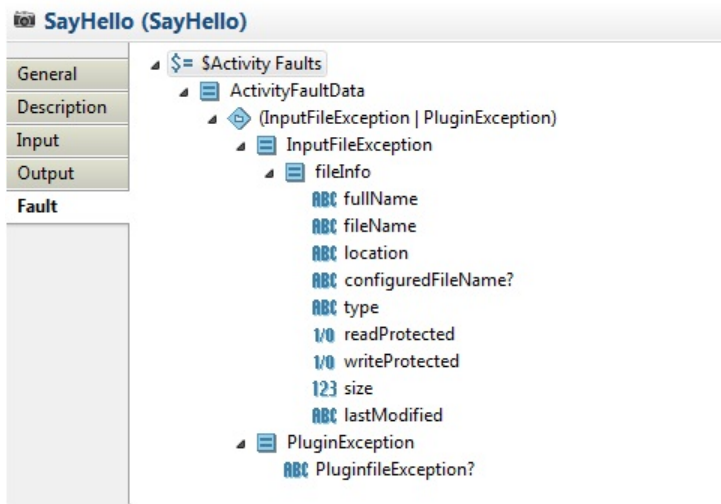 SayHello (SayHello)
General
Description
Input
Output
Fault
$= $Activity Faults
ActivityFaultData
(InputFileException | PluginException)
InputFileException
fileInfo
ABC fullName
ABC fileName
ABC location
ABC configuredFileName?
ABC type
1/0 readProtected
1/0 writeProtected
123 size
ABC lastModified
PluginException
ABC PluginfileException?